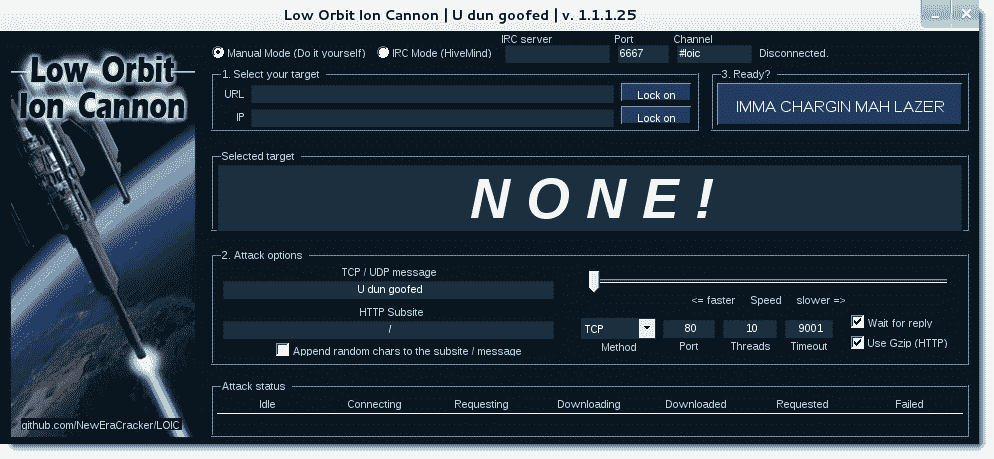 Low Orbit Ion Cannon | U dun goofed | v. 1.1.1.25
Low Orbit
Ion Cannon
github.com/NewEraCracker/LOIC
IRC server Port Channel
Manual Mode (Do it yourself) IRC Mode (HiveMind) 6667 #loic Disconnected.
1. Select your target
URL Lock on
IP Lock on
3. Ready?
IMMA CHARGIN MAH LAZER
Selected target
NONE!
2. Attack options
TCP / UDP message
U dun goofed
HTTP Subsite
/
Append random chars to the subsite / message
<= faster Speed slower =>
TCP 80 10 9001
Method Port Threads Timeout
Wait for reply
Use Gzip (HTTP)
Attack status
Idle Connecting Requesting Downloading Downloaded Requested Failed